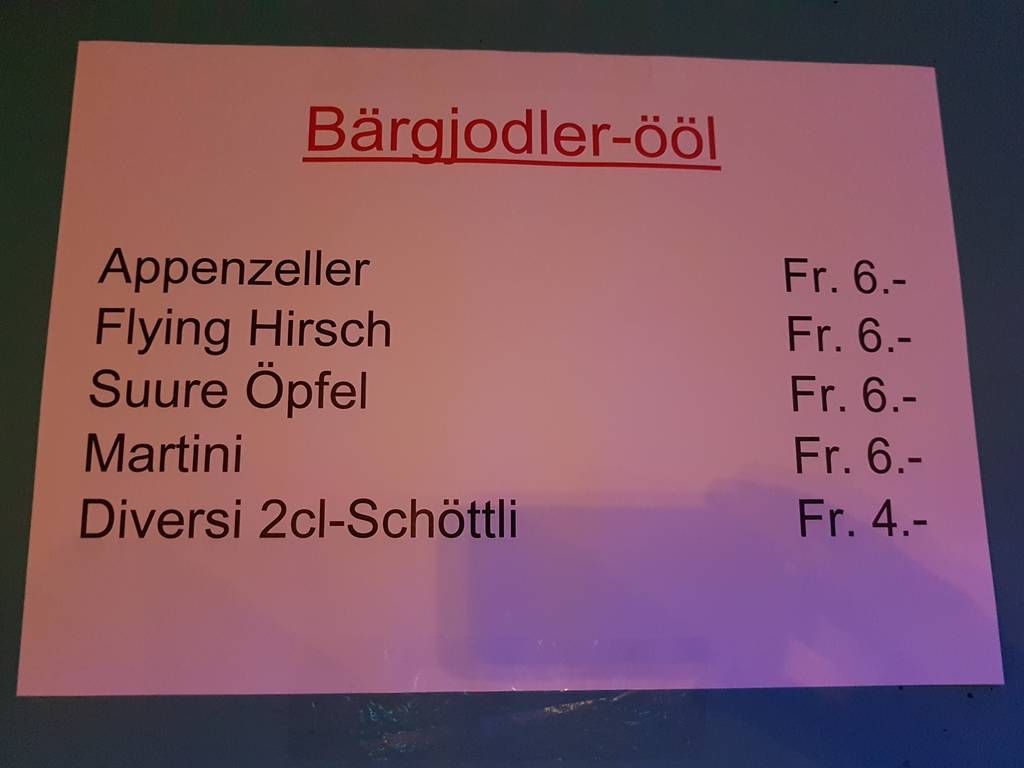 Bärgjodler-ööl
Appenzeller Fr. 6.-
Flying Hirsch Fr. 6.-
Suure Öpfel Fr. 6.-
Martini Fr. 6.-
Diversi 2cl-Schöttli Fr. 4.-